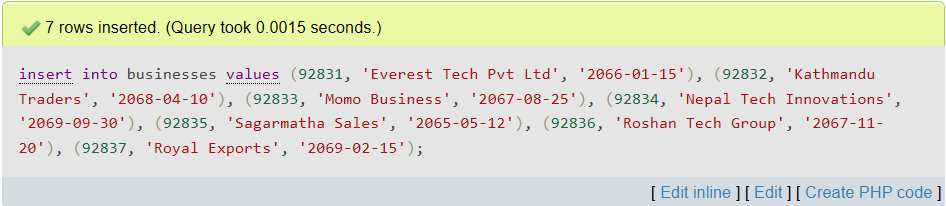 7 rows inserted. (Query took 0.0015 seconds.)
insert into businesses values (92831, 'Everest Tech Pvt Ltd', '2066-01-15'), (92832, 'Kathmandu
Traders', '2068-04-10'), (92833, 'Momo Business', '2067-08-25'), (92834, 'Nepal Tech Innovations',
'2069-09-30'), (92835, 'Sagarmatha Sales', '2065-05-12'), (92836, 'Roshan Tech Group', '2067-11-
20'), (92837, 'Royal Exports', '2069-02-15');
[ Edit inline ] [ Edit ] [ Create PHP code ]